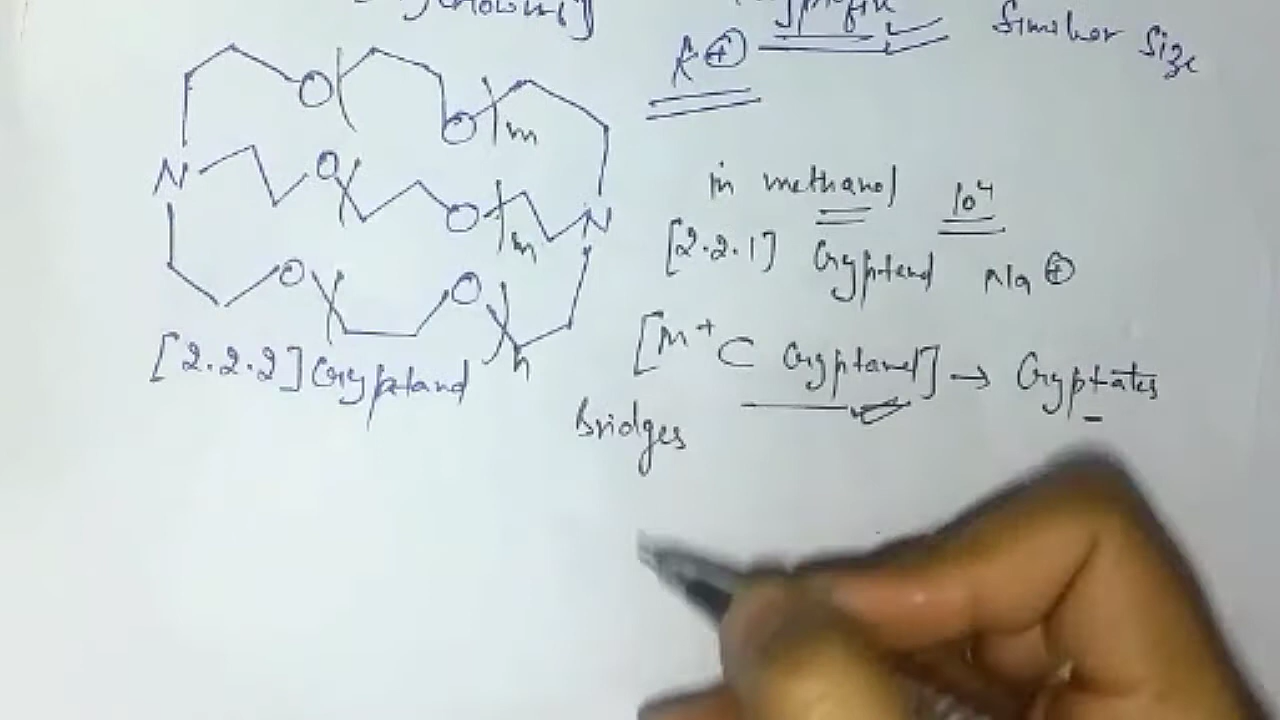 Similar Size
K⊕
O O m
N O O m N
O O n
in methanol 10⁴
[2.2.1] Cryptand Na⊕
[2.2.2] Cryptand
[m⁺ C Cryptand] → Cryptates
Bridges